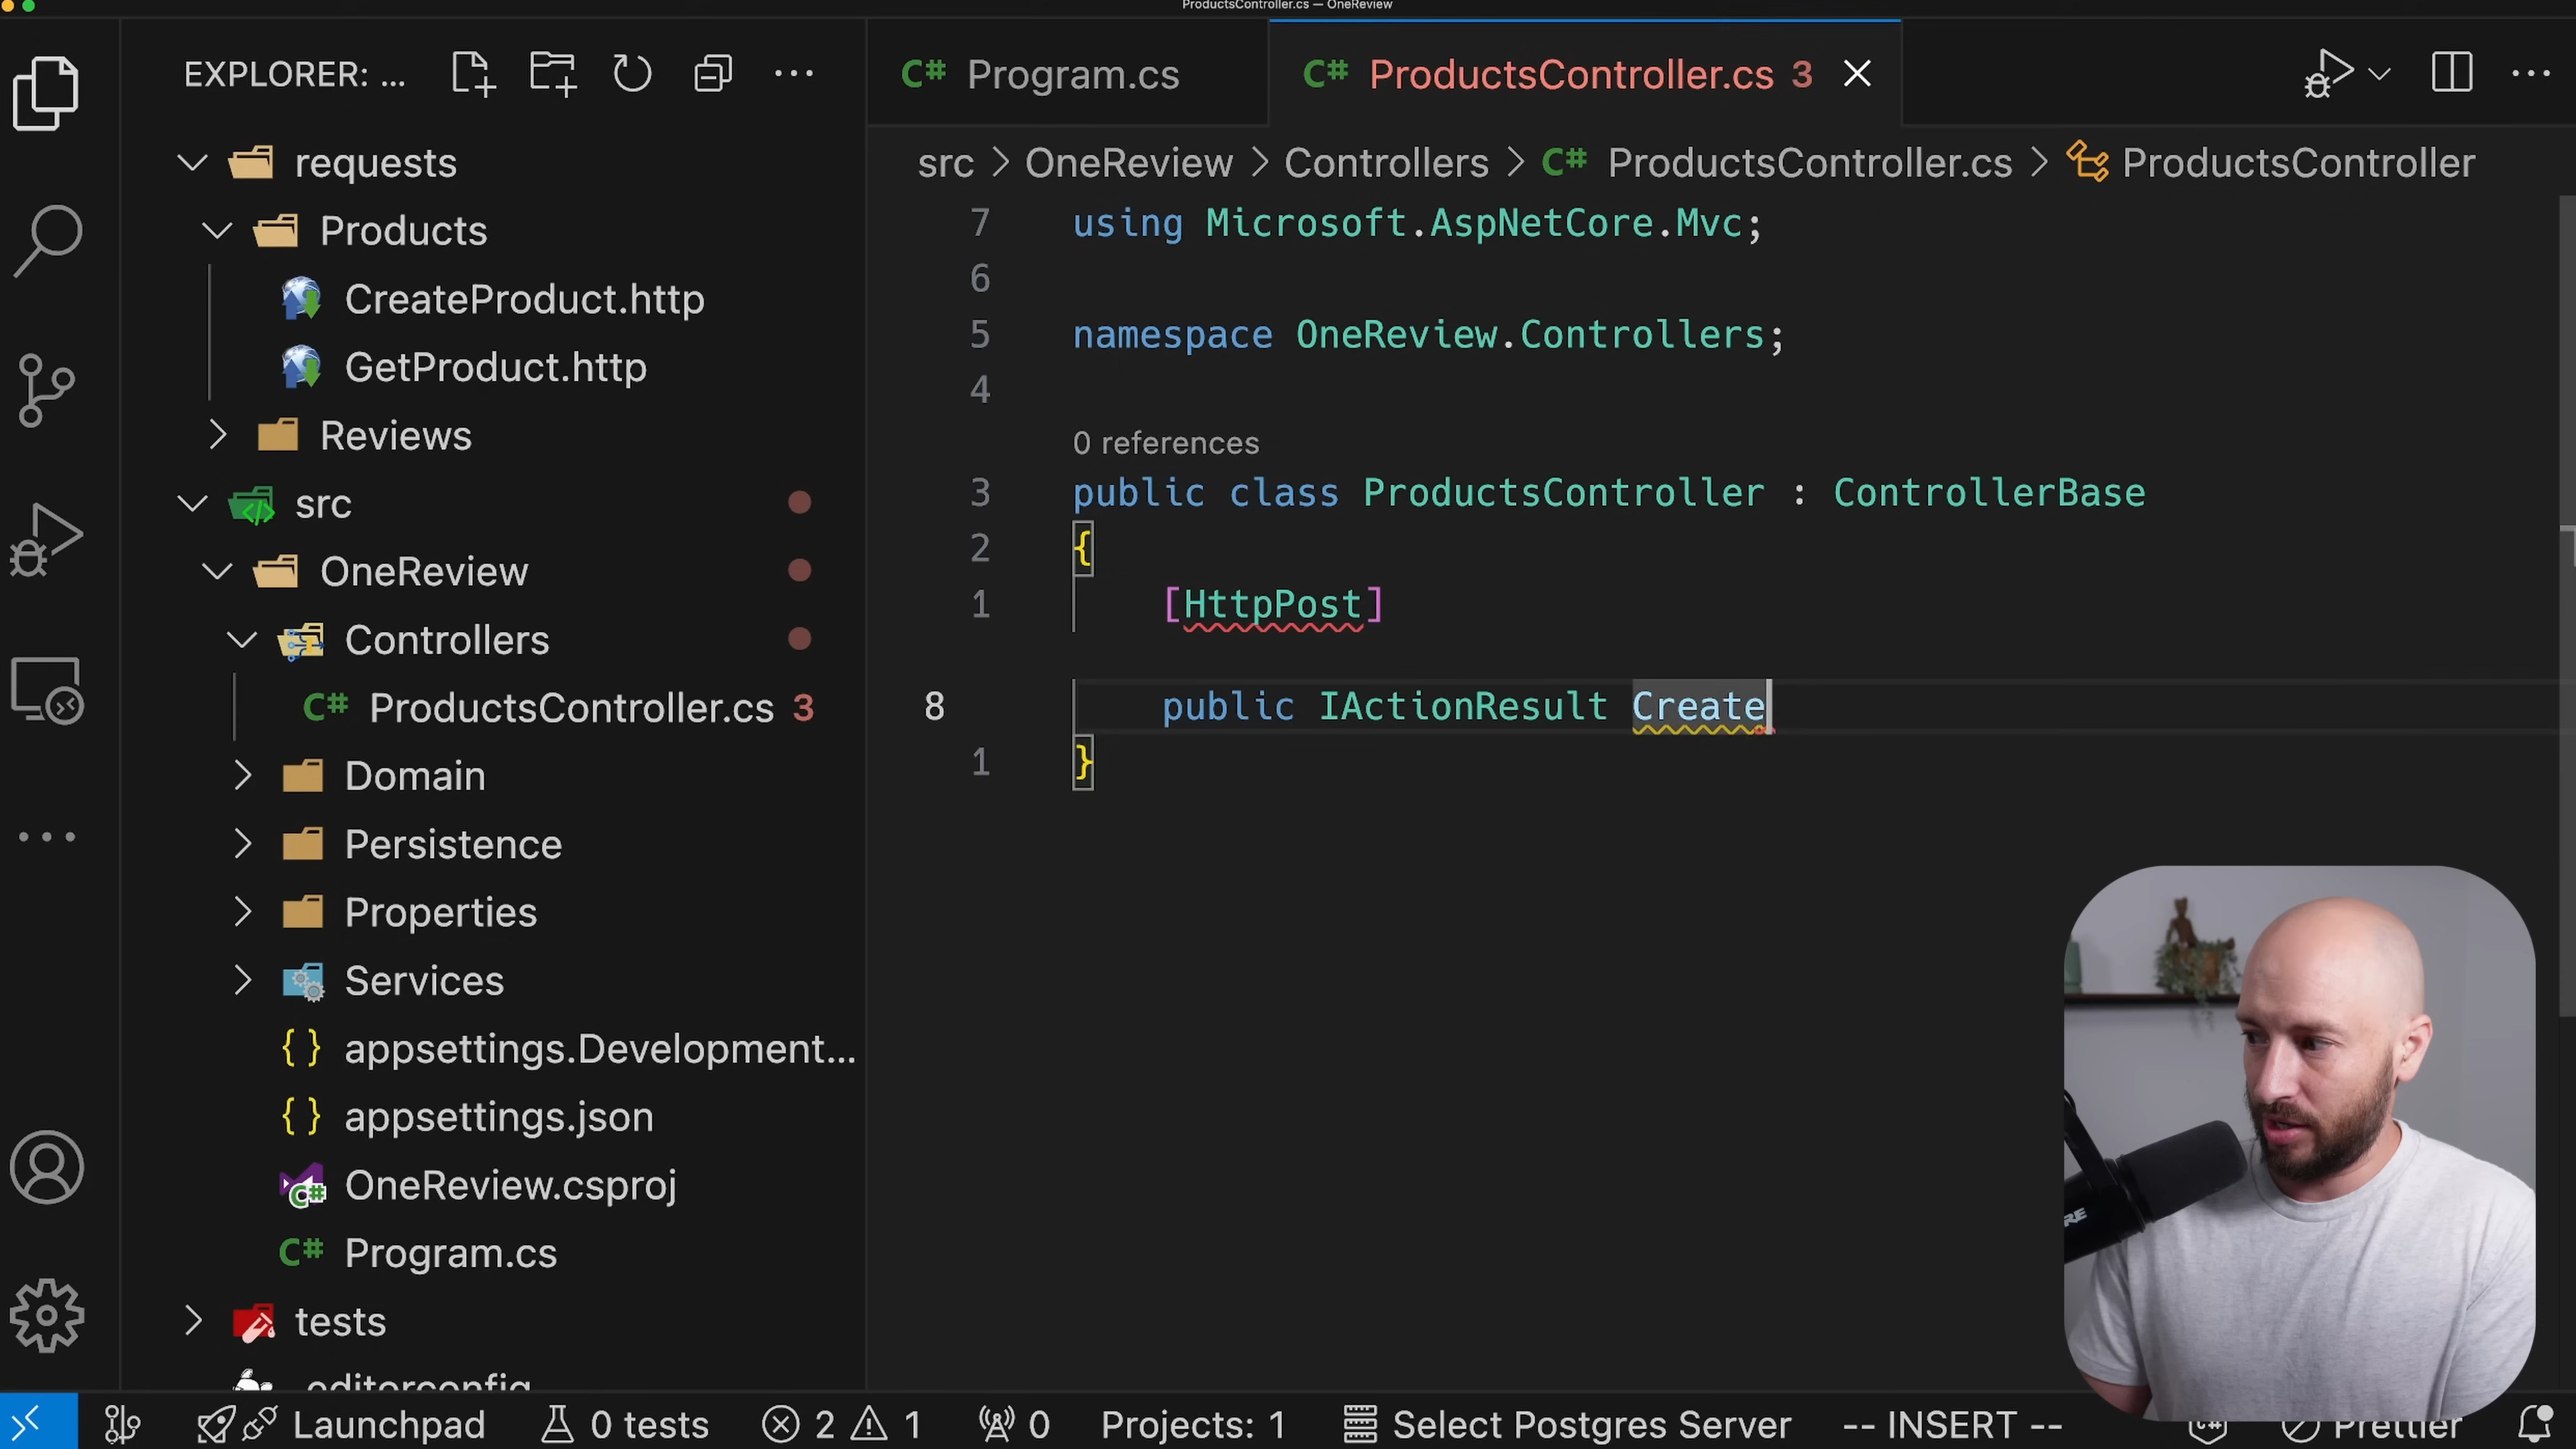 ProductsController.cs — OneReview
EXPLORER: ...
Program.cs
ProductsController.cs 3
requests
Products
CreateProduct.http
GetProduct.http
Reviews
src
OneReview
Controllers
ProductsController.cs 3
Domain
Persistence
Properties
Services
appsettings.Development...
appsettings.json
OneReview.csproj
Program.cs
tests
.editorconfig
src > OneReview > Controllers > C# ProductsController.cs > ProductsController
7 using Microsoft.AspNetCore.Mvc;
6
5 namespace OneReview.Controllers;
4
0 references
3 public class ProductsController : ControllerBase
2 {
1 [HttpPost]
8 public IActionResult Create
1 }
Launchpad 0 tests 2 1 0 Projects: 1 Select Postgres Server -- INSERT -- Prettier